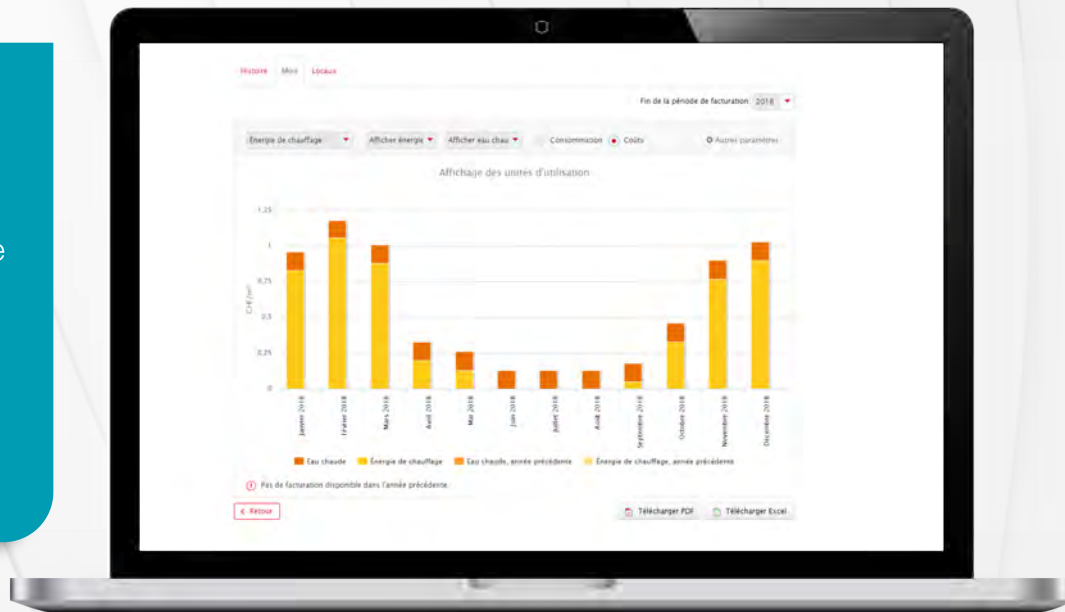 e
Histoire Mois Locaux
Fin de la période de facturation 2018
Énergie de chauffage Afficher énergie Afficher eau chau Consommation Coûts Autres paramètres
Affichage des unités d'utilisation
1,25
1
0,75
0,5
0,25
0
CHF/m²
Janvier 2018 Février 2018 Mars 2018 Avril 2018 Mai 2018 Juin 2018 Juillet 2018 Août 2018 Septembre 2018 Octobre 2018 Novembre 2018 Décembre 2018
Eau chaude Énergie de chauffage Eau chaude, année précédente Énergie de chauffage, année précédente
Pas de facturation disponible dans l'année précédente.
Retour Télécharger PDF Télécharger Excel